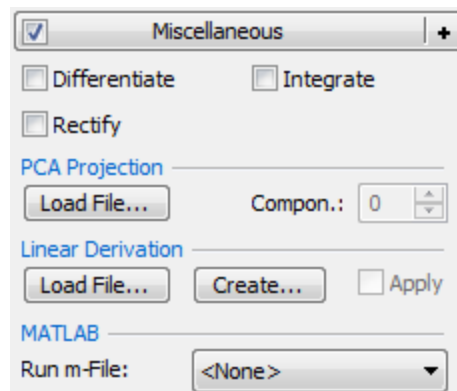 Miscellaneous +
Differentiate Integrate
Rectify
PCA Projection
Load File... Compon.: 0
Linear Derivation
Load File... Create... Apply
MATLAB
Run m-File: <None>